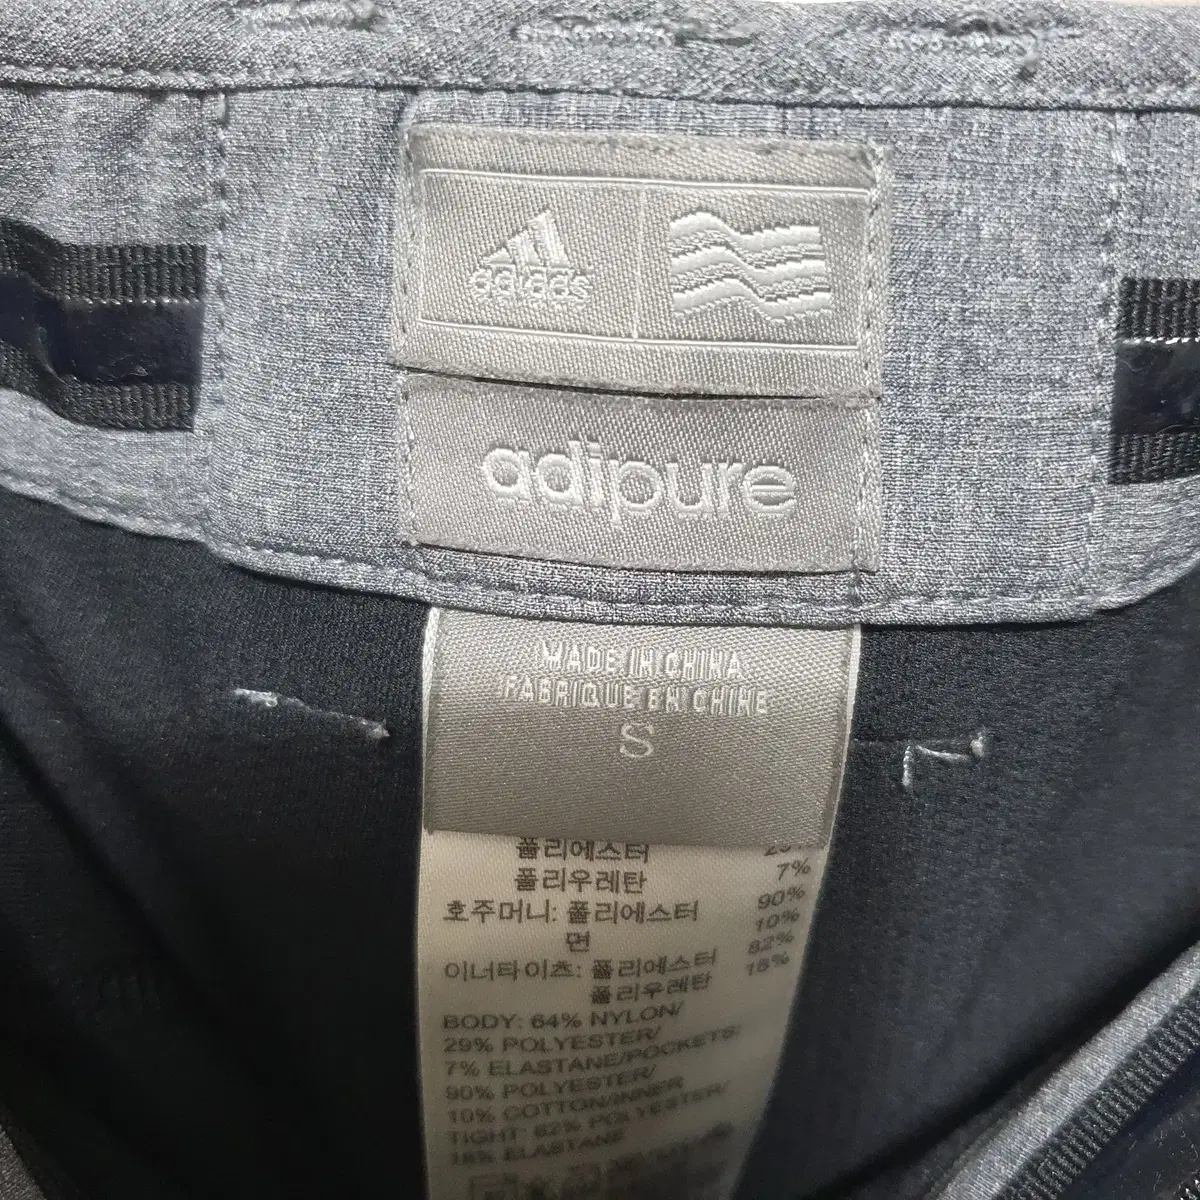 adidas
adipure
MADE IN CHINA
FABRIQUE EN CHINE
S
폴리에스터
폴리우레탄 7%
호주머니: 폴리에스터 90%
면 10%
이너타이츠: 폴리에스터 82%
폴리우레탄 18%
BODY: 64% NYLON/
29% POLYESTER/
7% ELASTANE/POCKETS:
90% POLYESTER/
10% COTTON/INNER
TIGHT: 82% POLYESTER/
18% ELASTANE